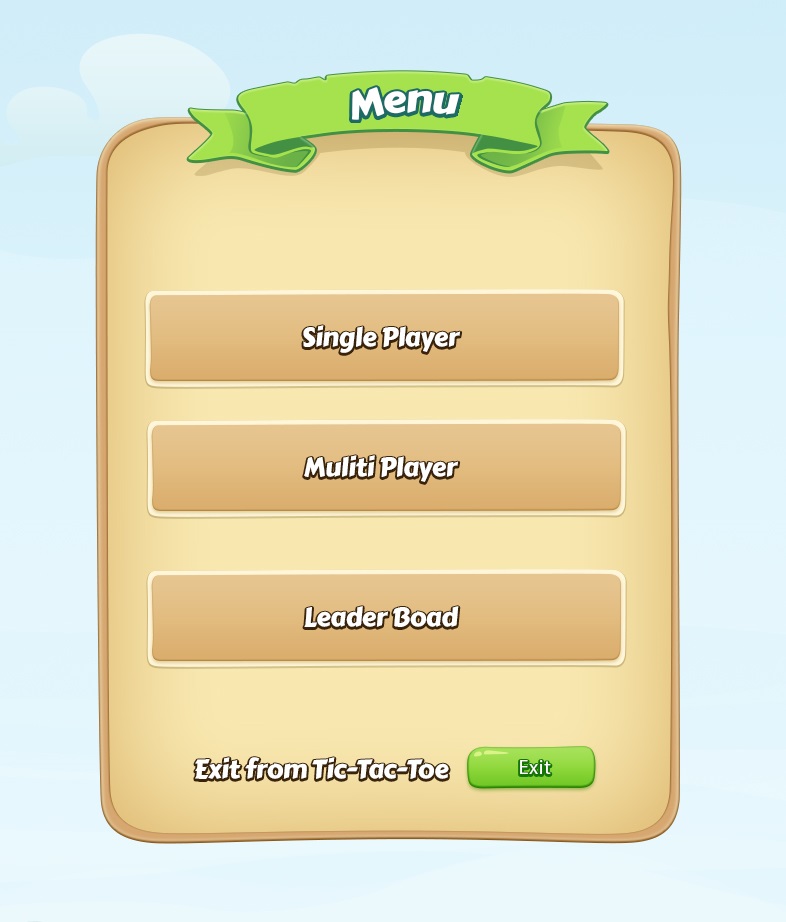 Menu
Single Player
Muliti Player
Leader Boad
Exit from Tic-Tac-Toe Exit